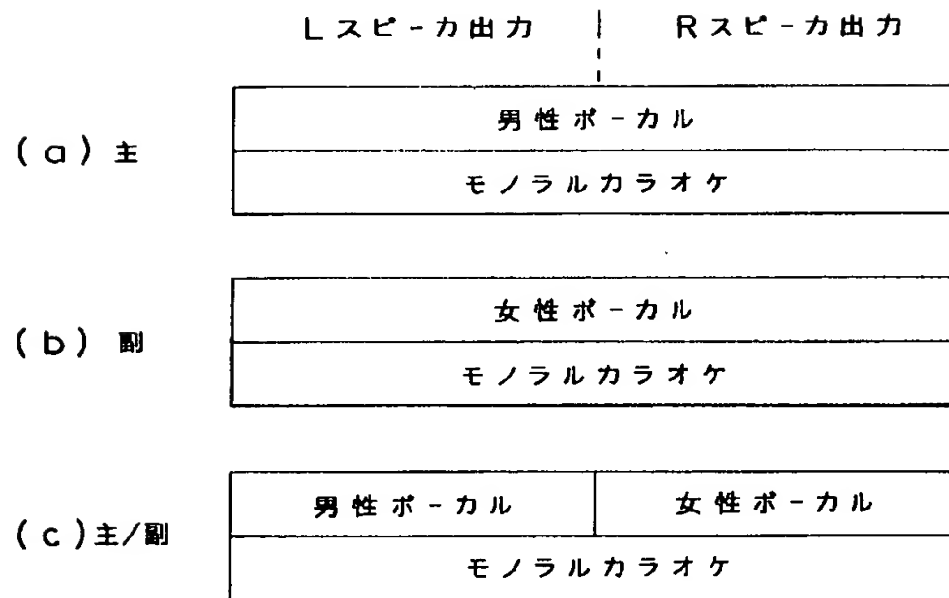 Lスピーカ出力 Rスピーカ出力
男性ボーカル
(a) 主
モノラルカラオケ
女性ボーカル
(b) 副
モノラルカラオケ
男性ボーカル 女性ボーカル
(c) 主/副
モノラルカラオケ